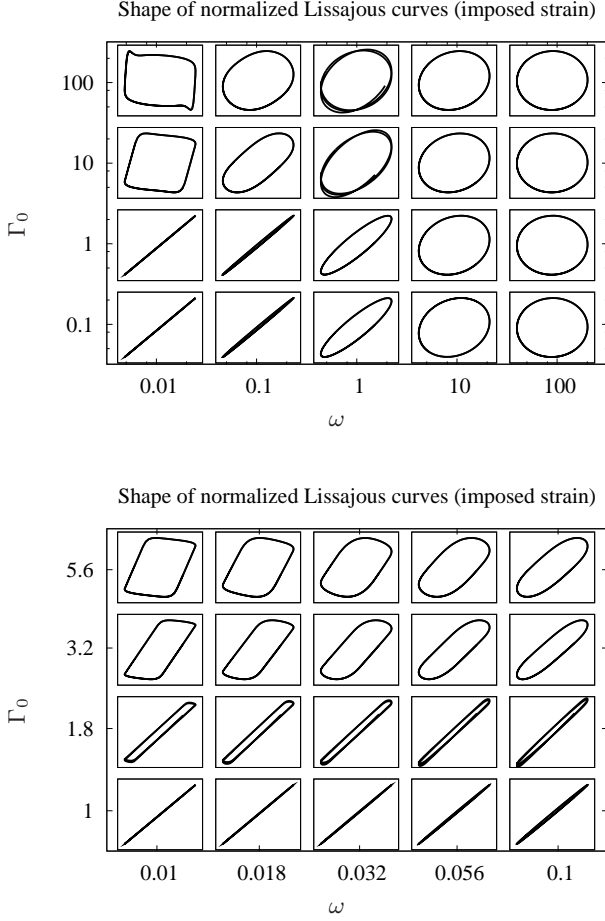 Shape of normalized Lissajous curves (imposed strain)
100
10
1
0.1
Γ0
0.01 0.1 1 10 100
ω
Shape of normalized Lissajous curves (imposed strain)
5.6
3.2
1.8
1
Γ0
0.01 0.018 0.032 0.056 0.1
ω